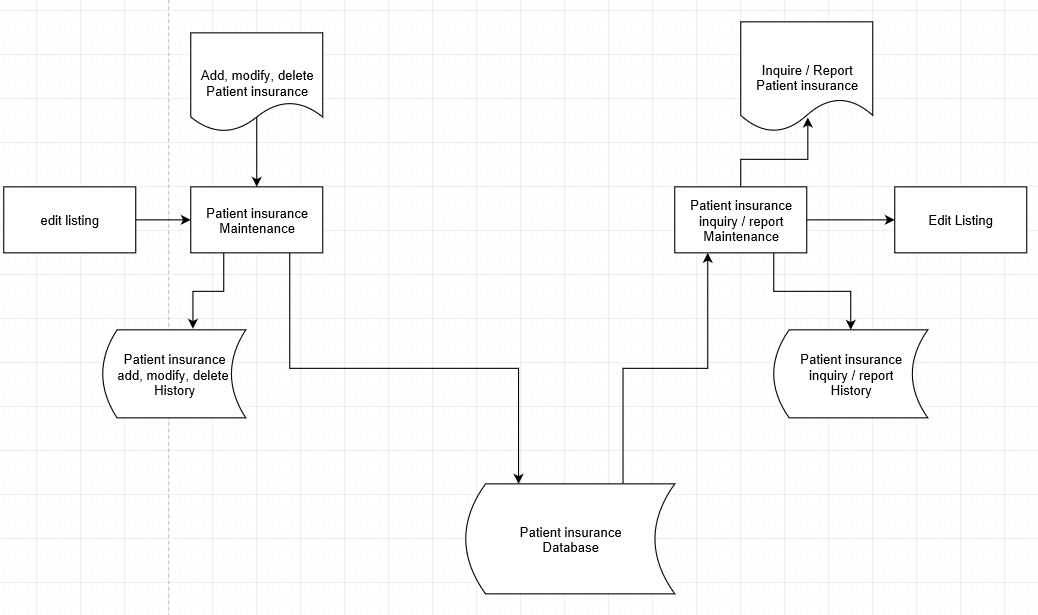 Add, modify, delete
Patient insurance
Inquire / Report
Patient insurance
edit listing
Patient insurance
Maintenance
Patient insurance
inquiry / report
Maintenance
Edit Listing
Patient insurance
add, modify, delete
History
Patient insurance
inquiry / report
History
Patient insurance
Database